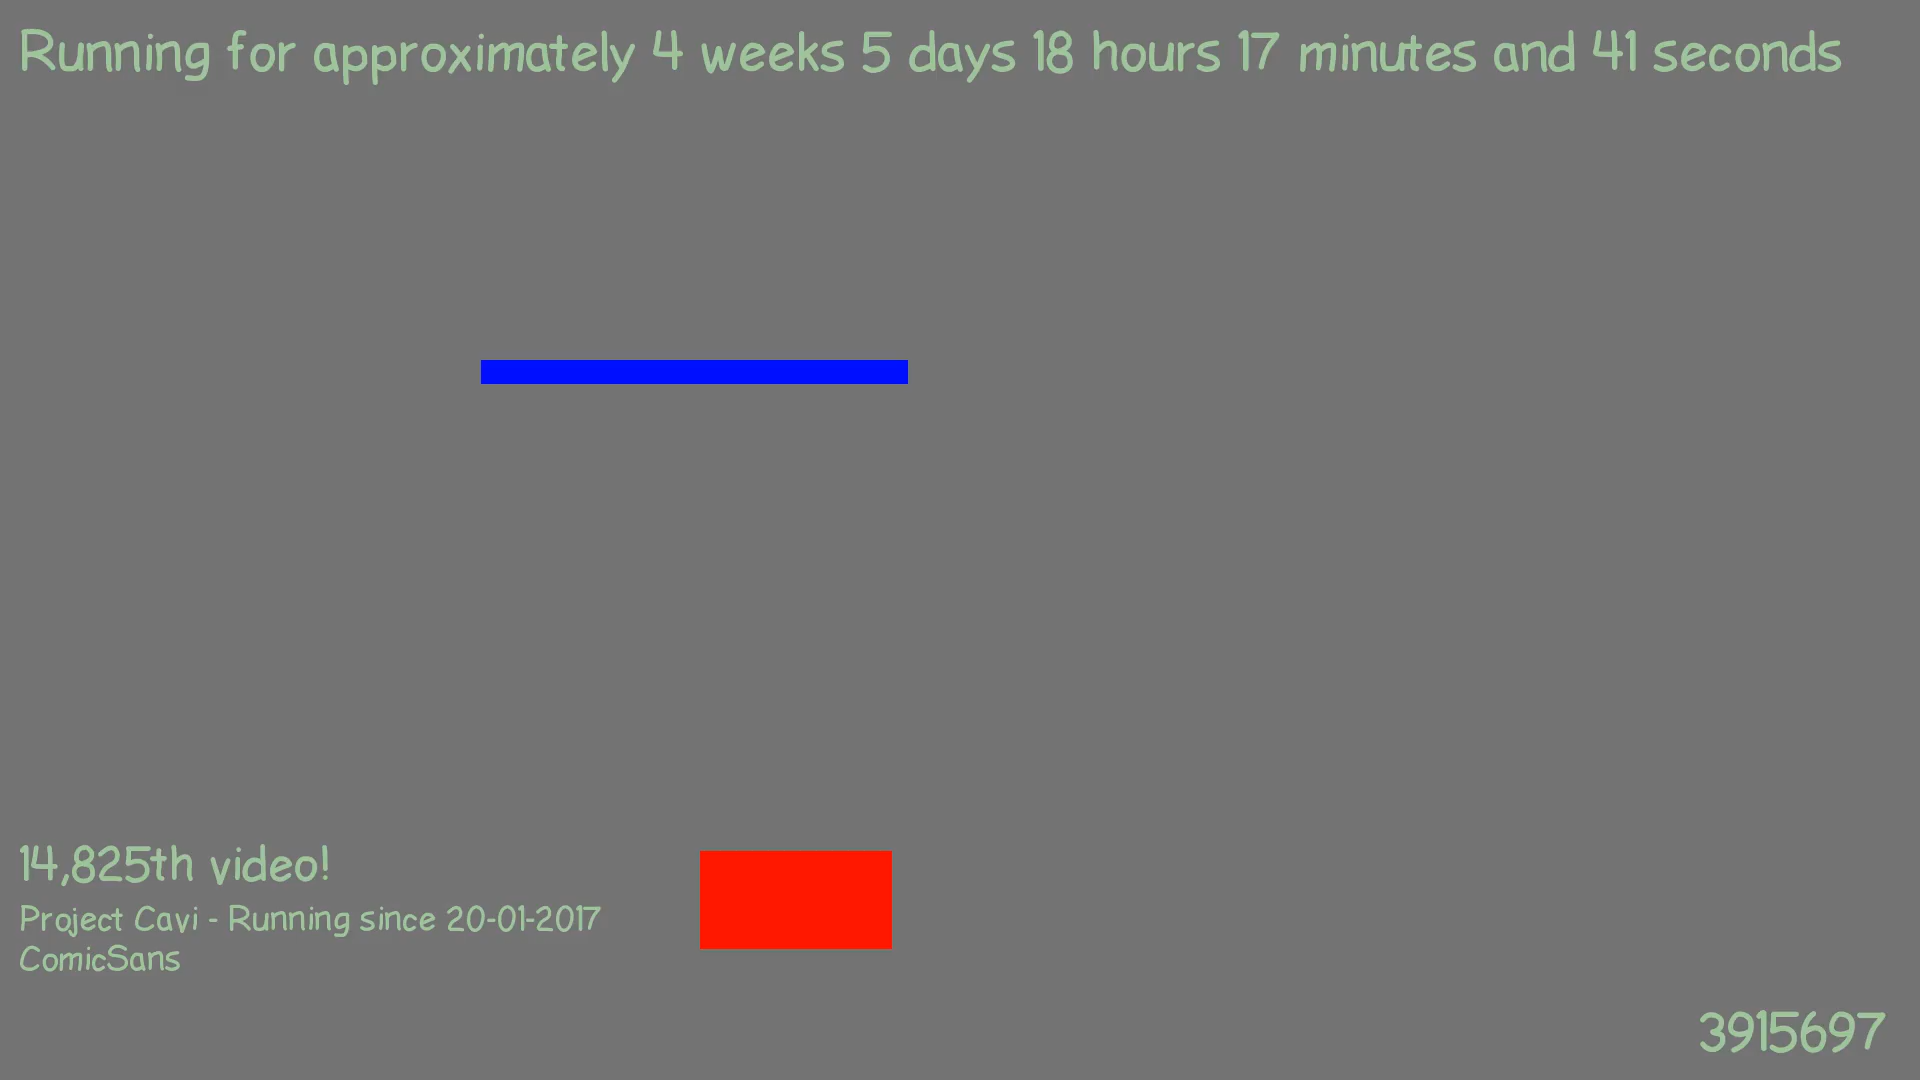 Running for approximately 4 weeks 5 days 18 hours 17 minutes and 41 seconds
14,825th video!
Project Cavi - Running since 20-01-2017
ComicSans
3915697